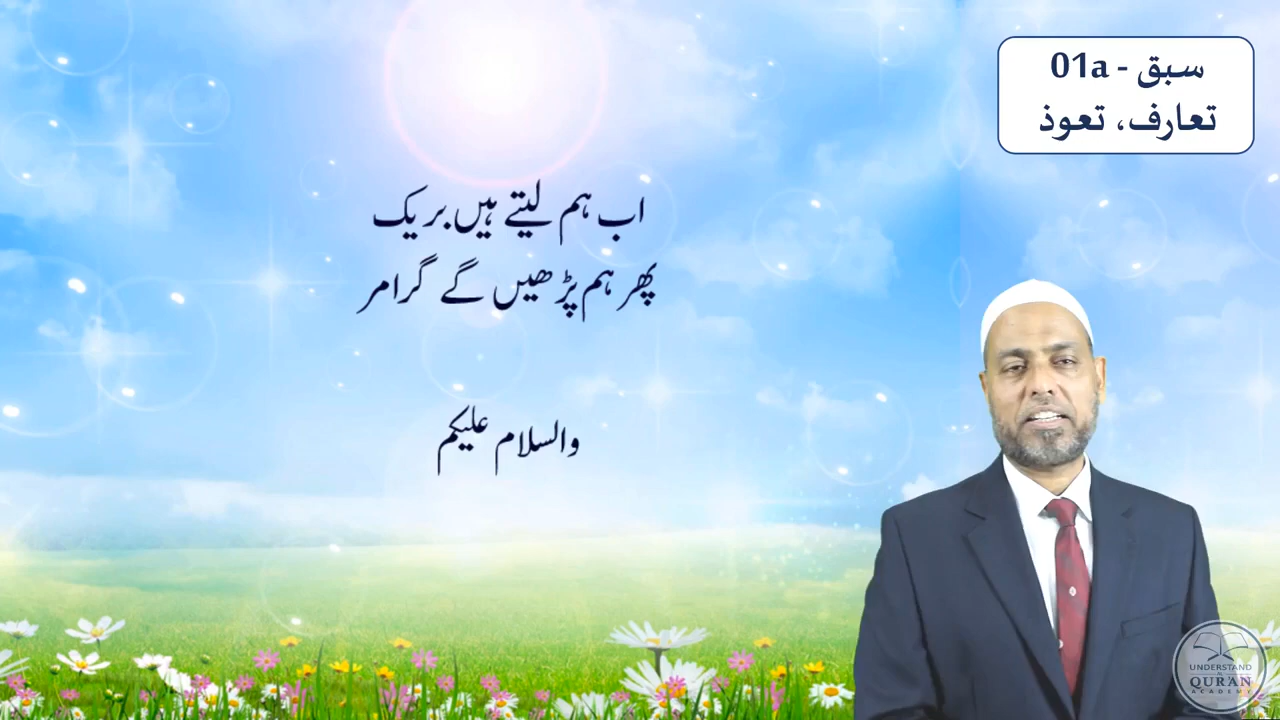 سبق - 01a
تعارف، تعوذ
اب ہم لیتے ہیں بریک
پھر ہم پڑھیں گے گرامر
والسلام علیکم
UNDERSTAND
AL
QURAN
ACADEMY